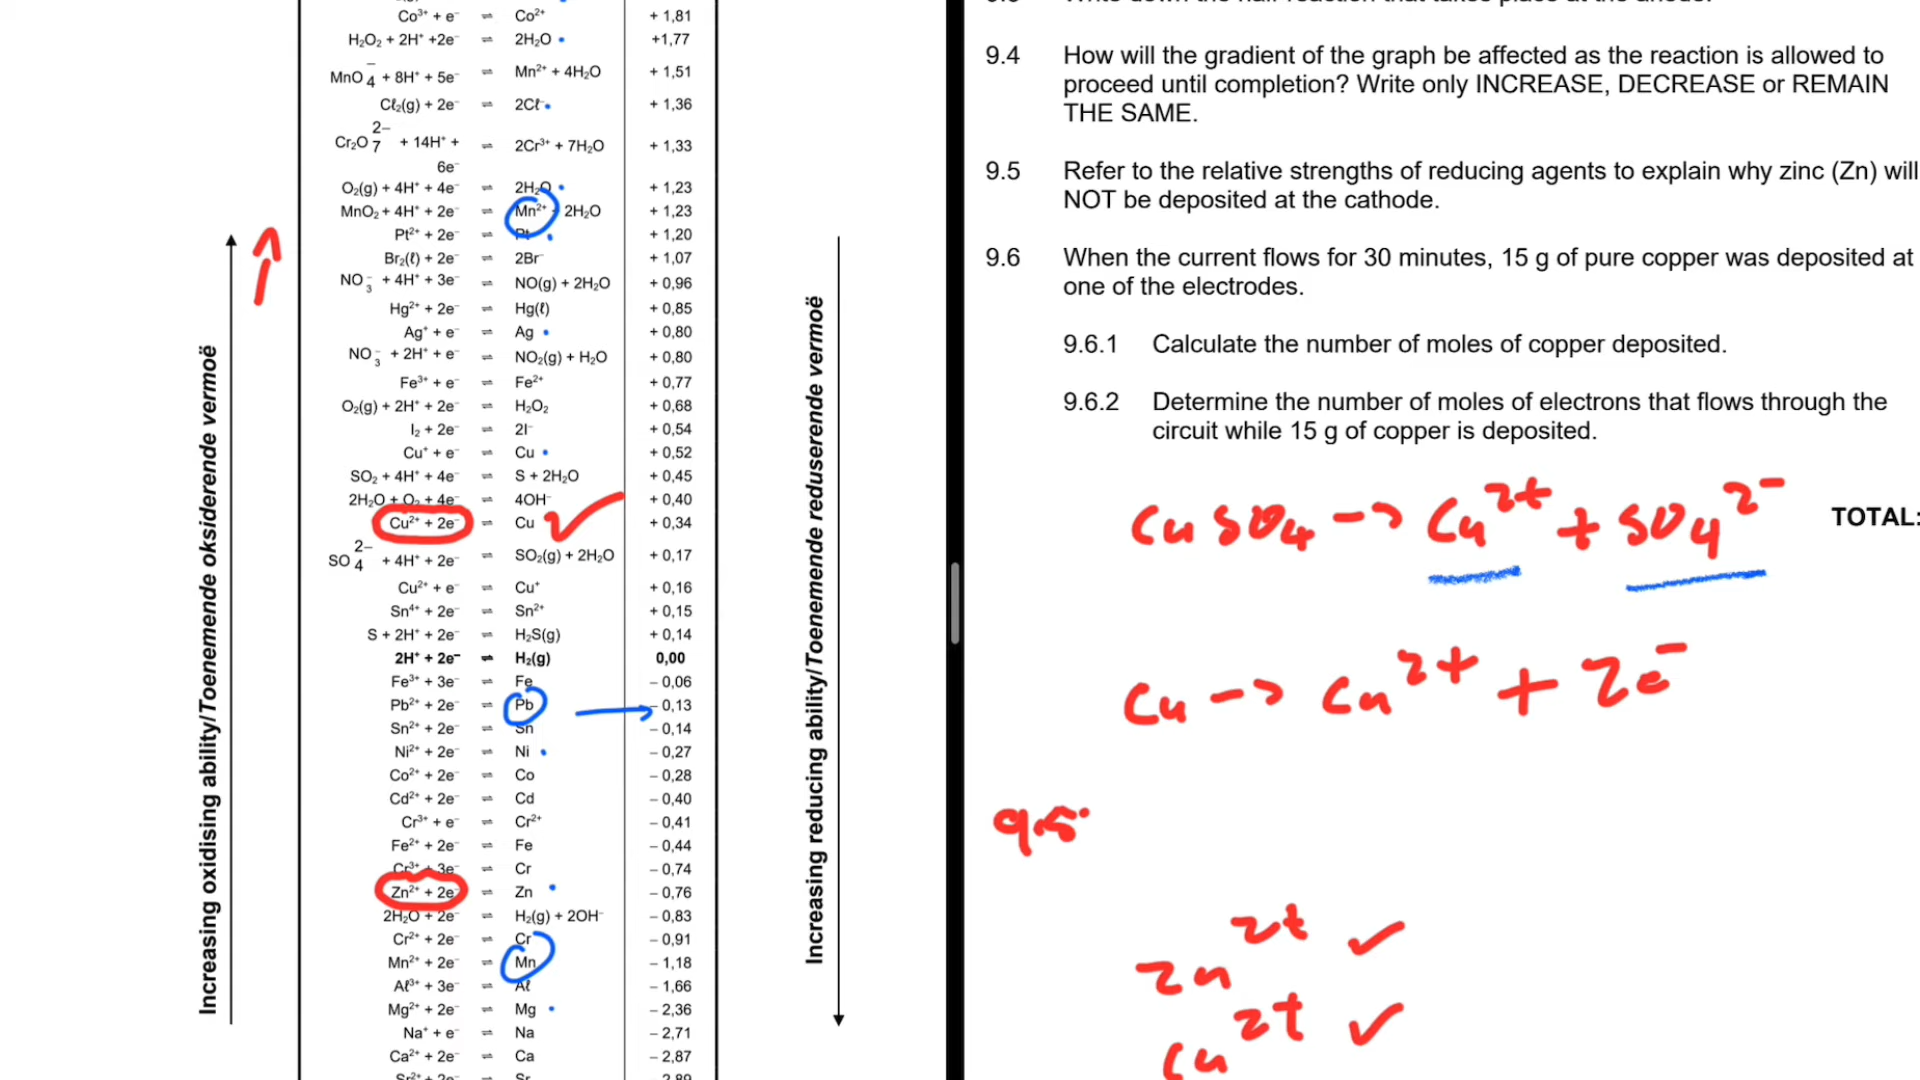 Co³⁺ + e⁻ ⇌ Co²⁺ + 1,81
H₂O₂ + 2H⁺ +2e⁻ ⇌ 2H₂O +1,77
MnO₄⁻ + 8H⁺ + 5e⁻ ⇌ Mn²⁺ + 4H₂O + 1,51
Cℓ₂(g) + 2e⁻ ⇌ 2Cℓ⁻ + 1,36
Cr₂O₇²⁻ + 14H⁺ + 6e⁻ ⇌ 2Cr³⁺ + 7H₂O + 1,33
O₂(g) + 4H⁺ + 4e⁻ ⇌ 2H₂O + 1,23
MnO₂ + 4H⁺ + 2e⁻ ⇌ Mn²⁺ + 2H₂O + 1,23
Pt²⁺ + 2e⁻ ⇌ Pt + 1,20
Br₂(ℓ) + 2e⁻ ⇌ 2Br⁻ + 1,07
NO₃⁻ + 4H⁺ + 3e⁻ ⇌ NO(g) + 2H₂O + 0,96
Hg²⁺ + 2e⁻ ⇌ Hg(ℓ) + 0,85
Ag⁺ + e⁻ ⇌ Ag + 0,80
NO₃⁻ + 2H⁺ + e⁻ ⇌ NO₂(g) + H₂O + 0,80
Fe³⁺ + e⁻ ⇌ Fe²⁺ + 0,77
O₂(g) + 2H⁺ + 2e⁻ ⇌ H₂O₂ + 0,68
I₂ + 2e⁻ ⇌ 2I⁻ + 0,54
Cu⁺ + e⁻ ⇌ Cu + 0,52
SO₂ + 4H⁺ + 4e⁻ ⇌ S + 2H₂O + 0,45
2H₂O + O₂ + 4e⁻ ⇌ 4OH⁻ + 0,40
Cu²⁺ + 2e⁻ ⇌ Cu + 0,34
SO₄²⁻ + 4H⁺ + 2e⁻ ⇌ SO₂(g) + 2H₂O + 0,17
Cu²⁺ + e⁻ ⇌ Cu⁺ + 0,16
Sn⁴⁺ + 2e⁻ ⇌ Sn²⁺ + 0,15
S + 2H⁺ + 2e⁻ ⇌ H₂S(g) + 0,14
2H⁺ + 2e⁻ ⇌ H₂(g) 0,00
Fe³⁺ + 3e⁻ ⇌ Fe – 0,06
Pb²⁺ + 2e⁻ ⇌ Pb – 0,13
Sn²⁺ + 2e⁻ ⇌ Sn – 0,14
Ni²⁺ + 2e⁻ ⇌ Ni – 0,27
Co²⁺ + 2e⁻ ⇌ Co – 0,28
Cd²⁺ + 2e⁻ ⇌ Cd – 0,40
Cr³⁺ + e⁻ ⇌ Cr²⁺ – 0,41
Fe²⁺ + 2e⁻ ⇌ Fe – 0,44
Cr³⁺ + 3e⁻ ⇌ Cr – 0,74
Zn²⁺ + 2e⁻ ⇌ Zn – 0,76
2H₂O + 2e⁻ ⇌ H₂(g) + 2OH⁻ – 0,83
Cr²⁺ + 2e⁻ ⇌ Cr – 0,91
Mn²⁺ + 2e⁻ ⇌ Mn – 1,18
Aℓ³⁺ + 3e⁻ ⇌ Aℓ – 1,66
Mg²⁺ + 2e⁻ ⇌ Mg – 2,36
Na⁺ + e⁻ ⇌ Na – 2,71
Ca²⁺ + 2e⁻ ⇌ Ca – 2,87
Sr²⁺ + 2e⁻ ⇌ Sr – 2,89
Increasing oxidising ability/Toenemende oksiderende vermoë
Increasing reducing ability/Toenemende reduserende vermoë
9.4 How will the gradient of the graph be affected as the reaction is allowed to
proceed until completion? Write only INCREASE, DECREASE or REMAIN
THE SAME.
9.5 Refer to the relative strengths of reducing agents to explain why zinc (Zn) will
NOT be deposited at the cathode.
9.6 When the current flows for 30 minutes, 15 g of pure copper was deposited at
one of the electrodes.
9.6.1 Calculate the number of moles of copper deposited.
9.6.2 Determine the number of moles of electrons that flows through the
circuit while 15 g of copper is deposited.
CuSO4 -> Cu²⁺ + SO4²⁻
TOTAL:
Cu -> Cu²⁺ + 2e⁻
9.5
Zn²⁺ ✓
Cu²⁺ ✓